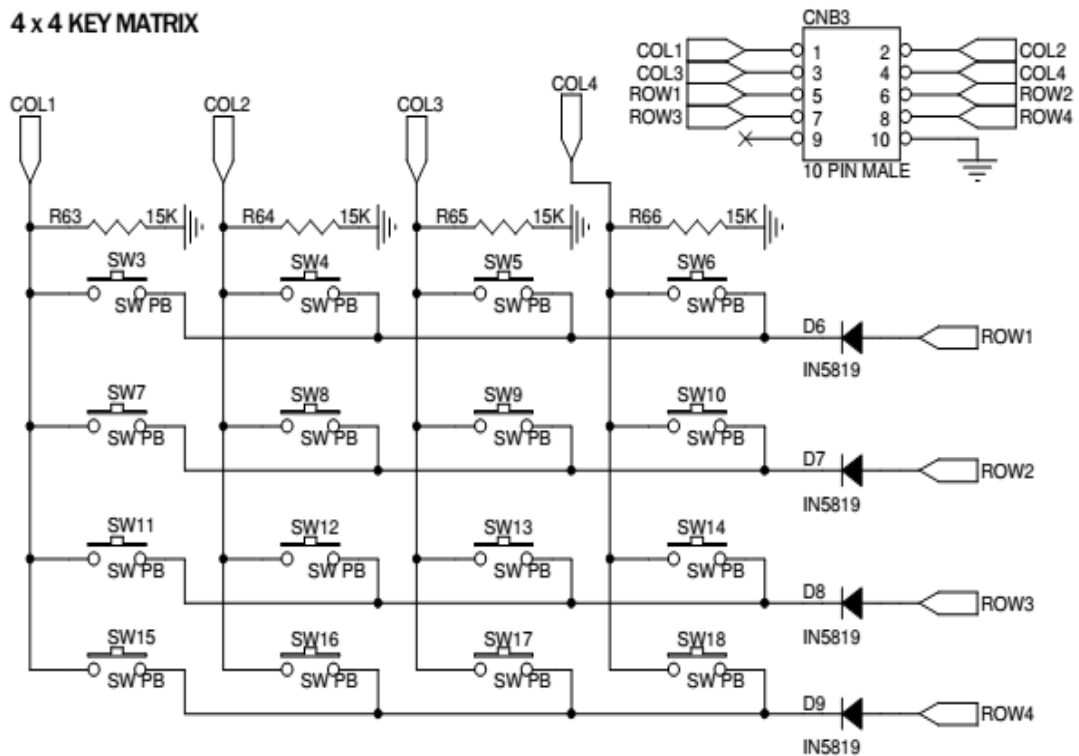 4 x 4 KEY MATRIX
CNB3
COL1 1 2 COL2
COL3 3 4 COL4
ROW1 5 6 ROW2
ROW3 7 8 ROW4
9 10
10 PIN MALE
COL1 COL2 COL3 COL4
R63 15K R64 15K R65 15K R66 15K
SW3 SW4 SW5 SW6
SW PB SW PB SW PB SW PB
D6 ROW1
IN5819
SW7 SW8 SW9 SW10
SW PB SW PB SW PB SW PB
D7 ROW2
IN5819
SW11 SW12 SW13 SW14
SW PB SW PB SW PB SW PB
D8 ROW3
IN5819
SW15 SW16 SW17 SW18
SW PB SW PB SW PB SW PB
D9 ROW4
IN5819